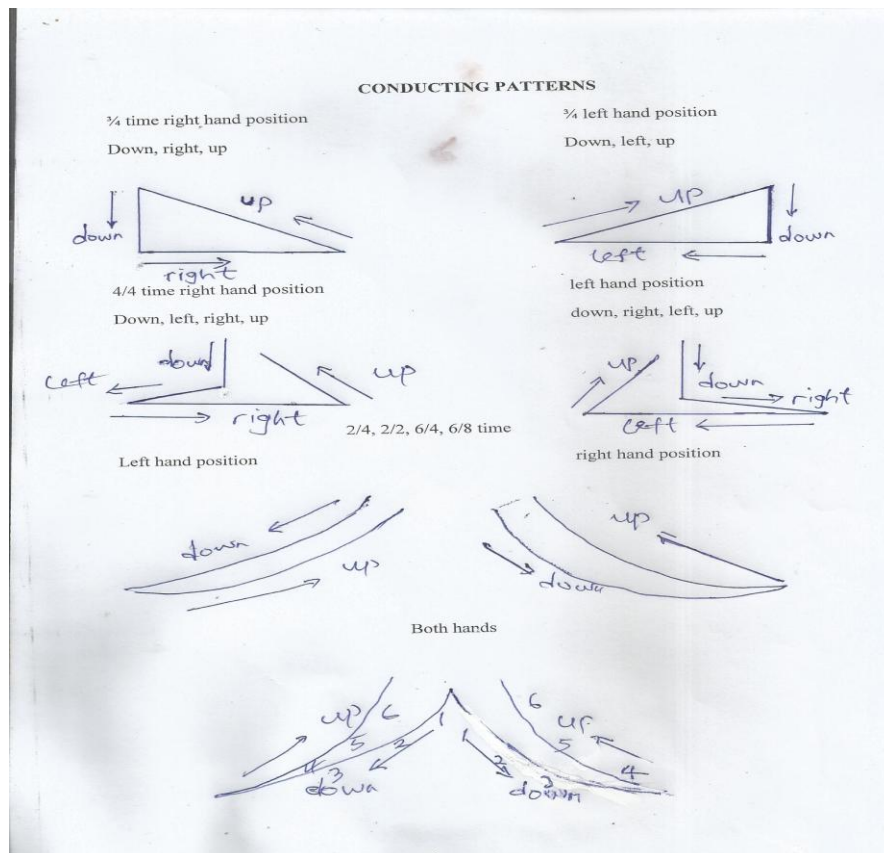 CONDUCTING PATTERNS
¾ time right hand position
Down, right, up
up
down
right
¾ left hand position
Down, left, up
up
down
left
4/4 time right hand position
Down, left, right, up
down
left
up
right
left hand position
down, right, left, up
up
down
right
left
2/4, 2/2, 6/4, 6/8 time
Left hand position
down
up
right hand position
up
down
Both hands
up 6
5
4
3
2
1
down
6
up
5
4
3
2
1
down